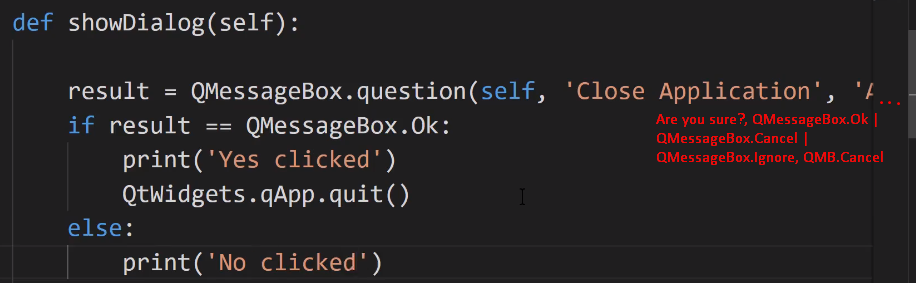 def showDialog(self):
result = QMessageBox.question(self, 'Close Application', 'A...
Are you sure?, QMessageBox.Ok |
QMessageBox.Cancel |
QMessageBox.Ignore, QMB.Cancel
if result == QMessageBox.Ok:
print('Yes clicked')
QtWidgets.qApp.quit()
else:
print('No clicked')